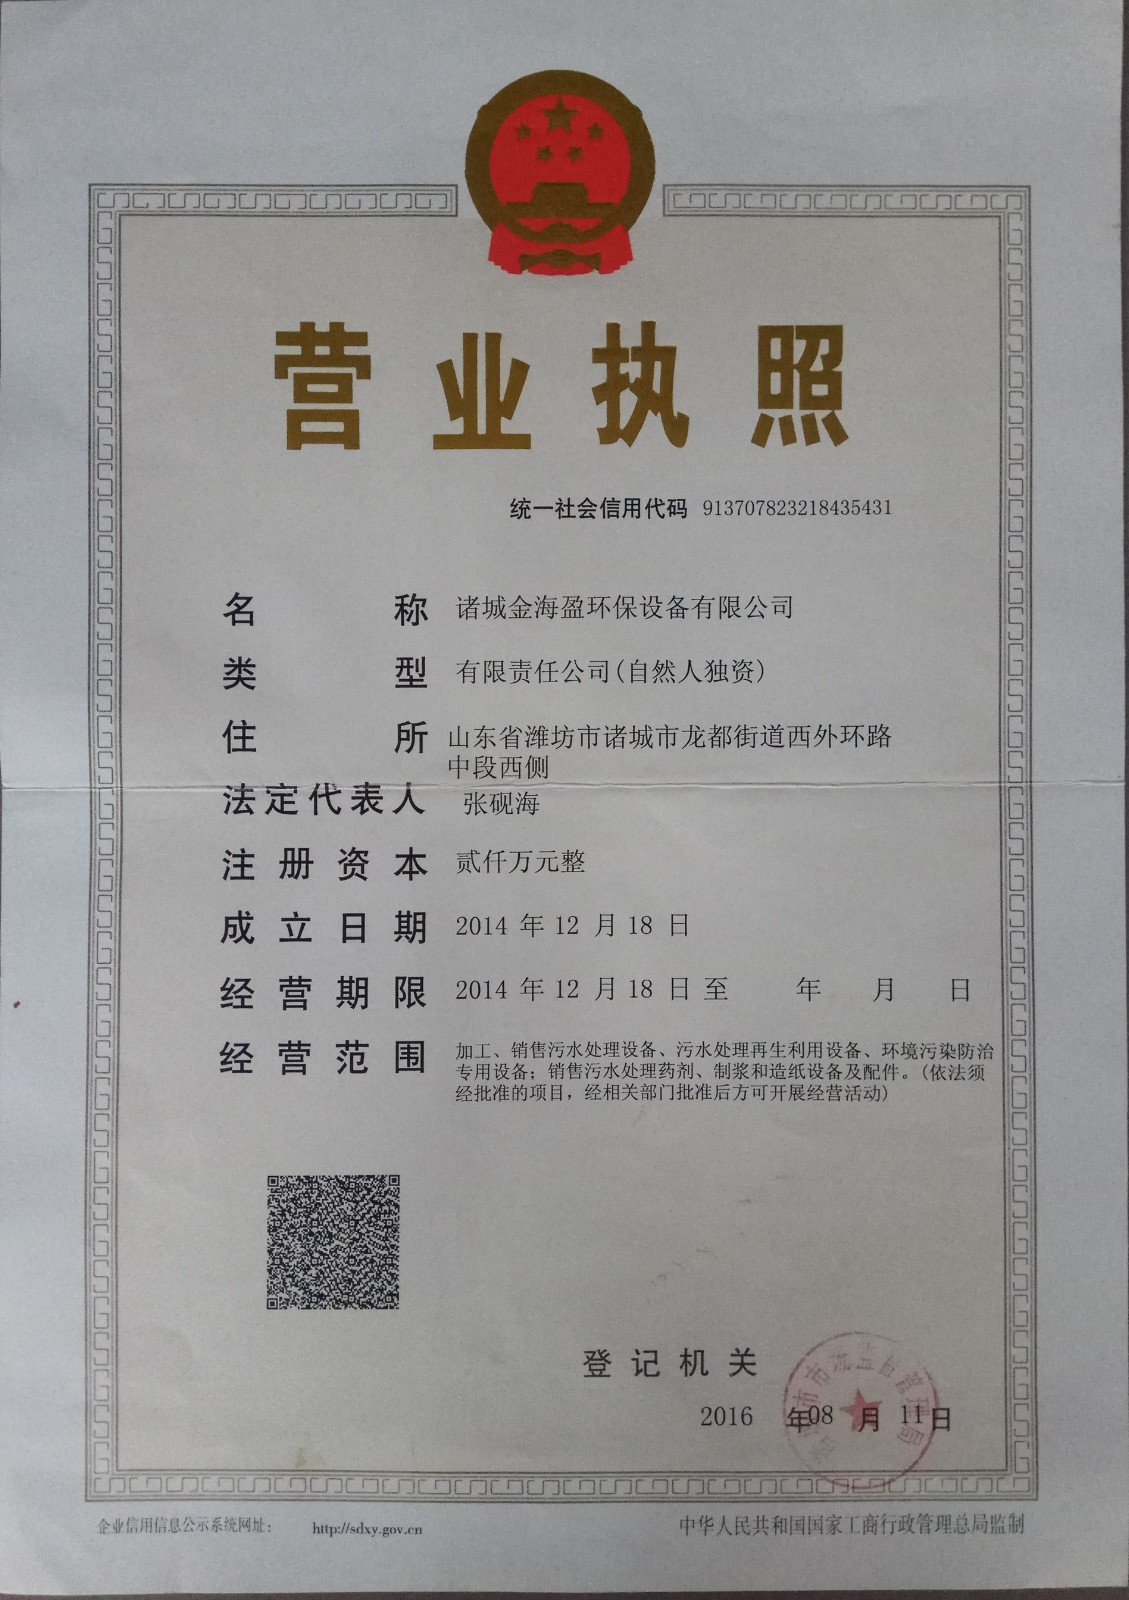 营业执照
统一社会信用代码 913707823218435431
名称 诸城金海盈环保设备有限公司
类型 有限责任公司(自然人独资)
住所 山东省潍坊市诸城市龙都街道西外环路
中段西侧
法定代表人 张砚海
注册资本 贰仟万元整
成立日期 2014 年 12 月 18 日
经营期限 2014 年 12 月 18 日 至 年 月 日
经营范围 加工、销售污水处理设备、污水处理再生利用设备、环境污染防治
专用设备；销售污水处理药剂、制浆和造纸设备及配件。(依法须
经批准的项目，经相关部门批准后方可开展经营活动)
登记机关
2016 年 08 月 11 日
企业信用信息公示系统网址： http://sdxy.gov.cn
中华人民共和国国家工商行政管理总局监制